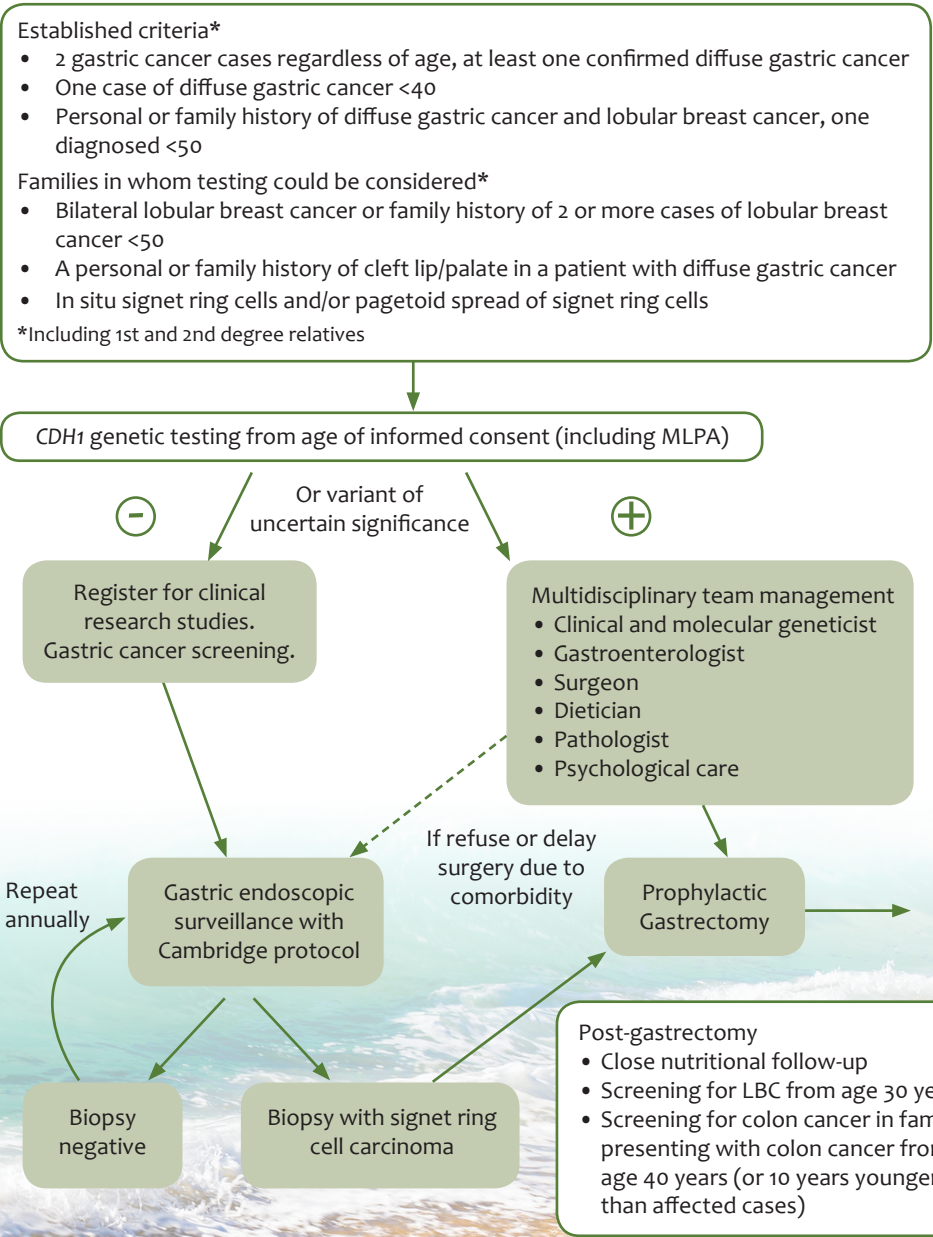 Established criteria*
• 2 gastric cancer cases regardless of age, at least one confirmed diffuse gastric cancer
• One case of diffuse gastric cancer <40
• Personal or family history of diffuse gastric cancer and lobular breast cancer, one
diagnosed <50
Families in whom testing could be considered*
• Bilateral lobular breast cancer or family history of 2 or more cases of lobular breast
cancer <50
• A personal or family history of cleft lip/palate in a patient with diffuse gastric cancer
• In situ signet ring cells and/or pagetoid spread of signet ring cells
*Including 1st and 2nd degree relatives
CDH1 genetic testing from age of informed consent (including MLPA)
Or variant of
uncertain significance
-
+
Register for clinical
research studies.
Gastric cancer screening.
Multidisciplinary team management
• Clinical and molecular geneticist
• Gastroenterologist
• Surgeon
• Dietician
• Pathologist
• Psychological care
If refuse or delay
surgery due to
comorbidity
Repeat
annually
Gastric endoscopic
surveillance with
Cambridge protocol
Prophylactic
Gastrectomy
Biopsy
negative
Biopsy with signet ring
cell carcinoma
Post-gastrectomy
• Close nutritional follow-up
• Screening for LBC from age 30 ye
• Screening for colon cancer in fam
presenting with colon cancer from
age 40 years (or 10 years younger
than affected cases)